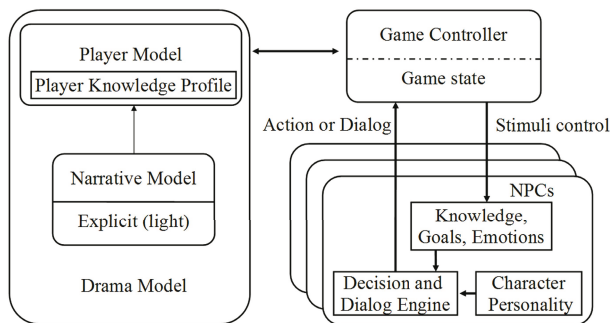 Player Model
Player Knowledge Profile
Narrative Model
Explicit (light)
Drama Model
Game Controller
Game state
Action or Dialog
Stimuli control
NPCs
Knowledge,
Goals, Emotions
Decision and
Dialog Engine
Character
Personality